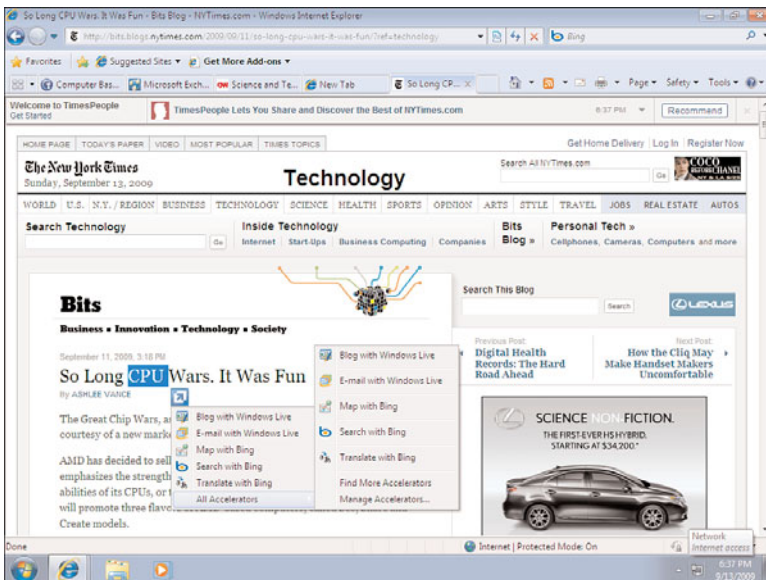 So Long CPU Wars. It Was Fun - Bits Blog - NYTimes.com - Windows Internet Explorer
http://bits.blogs.nytimes.com/2009/09/11/so-long-cpu-wars-it-was-fun/?ref=technology
Bing
Favorites Suggested Sites Get More Add-ons
Computer Bas... Microsoft Exch... Science and Te... New Tab So Long CP... Page Safety Tools
Welcome to TimesPeople
Get Started
TimesPeople Lets You Share and Discover the Best of NYTimes.com
6:37 PM
Recommend
HOME PAGE TODAY'S PAPER VIDEO MOST POPULAR TIMES TOPICS
Get Home Delivery Log In Register Now
The New York Times
Sunday, September 13, 2009
Technology
Search All NYTimes.com
Go
COCO
BEFORE CHANEL
NY & LA
WORLD U.S. N.Y. / REGION BUSINESS TECHNOLOGY SCIENCE HEALTH SPORTS OPINION ARTS STYLE TRAVEL JOBS REAL ESTATE AUTOS
Search Technology
Go
Inside Technology
Internet Start-Ups Business Computing Companies
Bits
Blog »
Personal Tech »
Cellphones, Cameras, Computers and more
Bits
Business ▪ Innovation ▪ Technology ▪ Society
September 11, 2009, 3:18 PM
So Long CPU Wars. It Was Fun
By ASHLEE VANCE
The Great Chip Wars, a
courtesy of a new marke
AMD has decided to sell
emphasizes the strength
abilities of its CPUs, or
will promote three flavo
Create models.
Blog with Windows Live
E-mail with Windows Live
Map with Bing
Search with Bing
Translate with Bing
All Accelerators
Blog with Windows Live
E-mail with Windows Live
Map with Bing
Search with Bing
Translate with Bing
Find More Accelerators
Manage Accelerators...
Search This Blog
Search
LEXUS
Previous Post:
Digital Health
Records: The Hard
Road Ahead
Next Post:
How the Cliq May
Make Handset Makers
Uncomfortable
SCIENCE NON-FICTION.
THE FIRST-EVER HS HYBRID.
STARTING AT $34,200.*
Done
Internet | Protected Mode: On
Network
Internet access
6:37 PM
9/13/2009